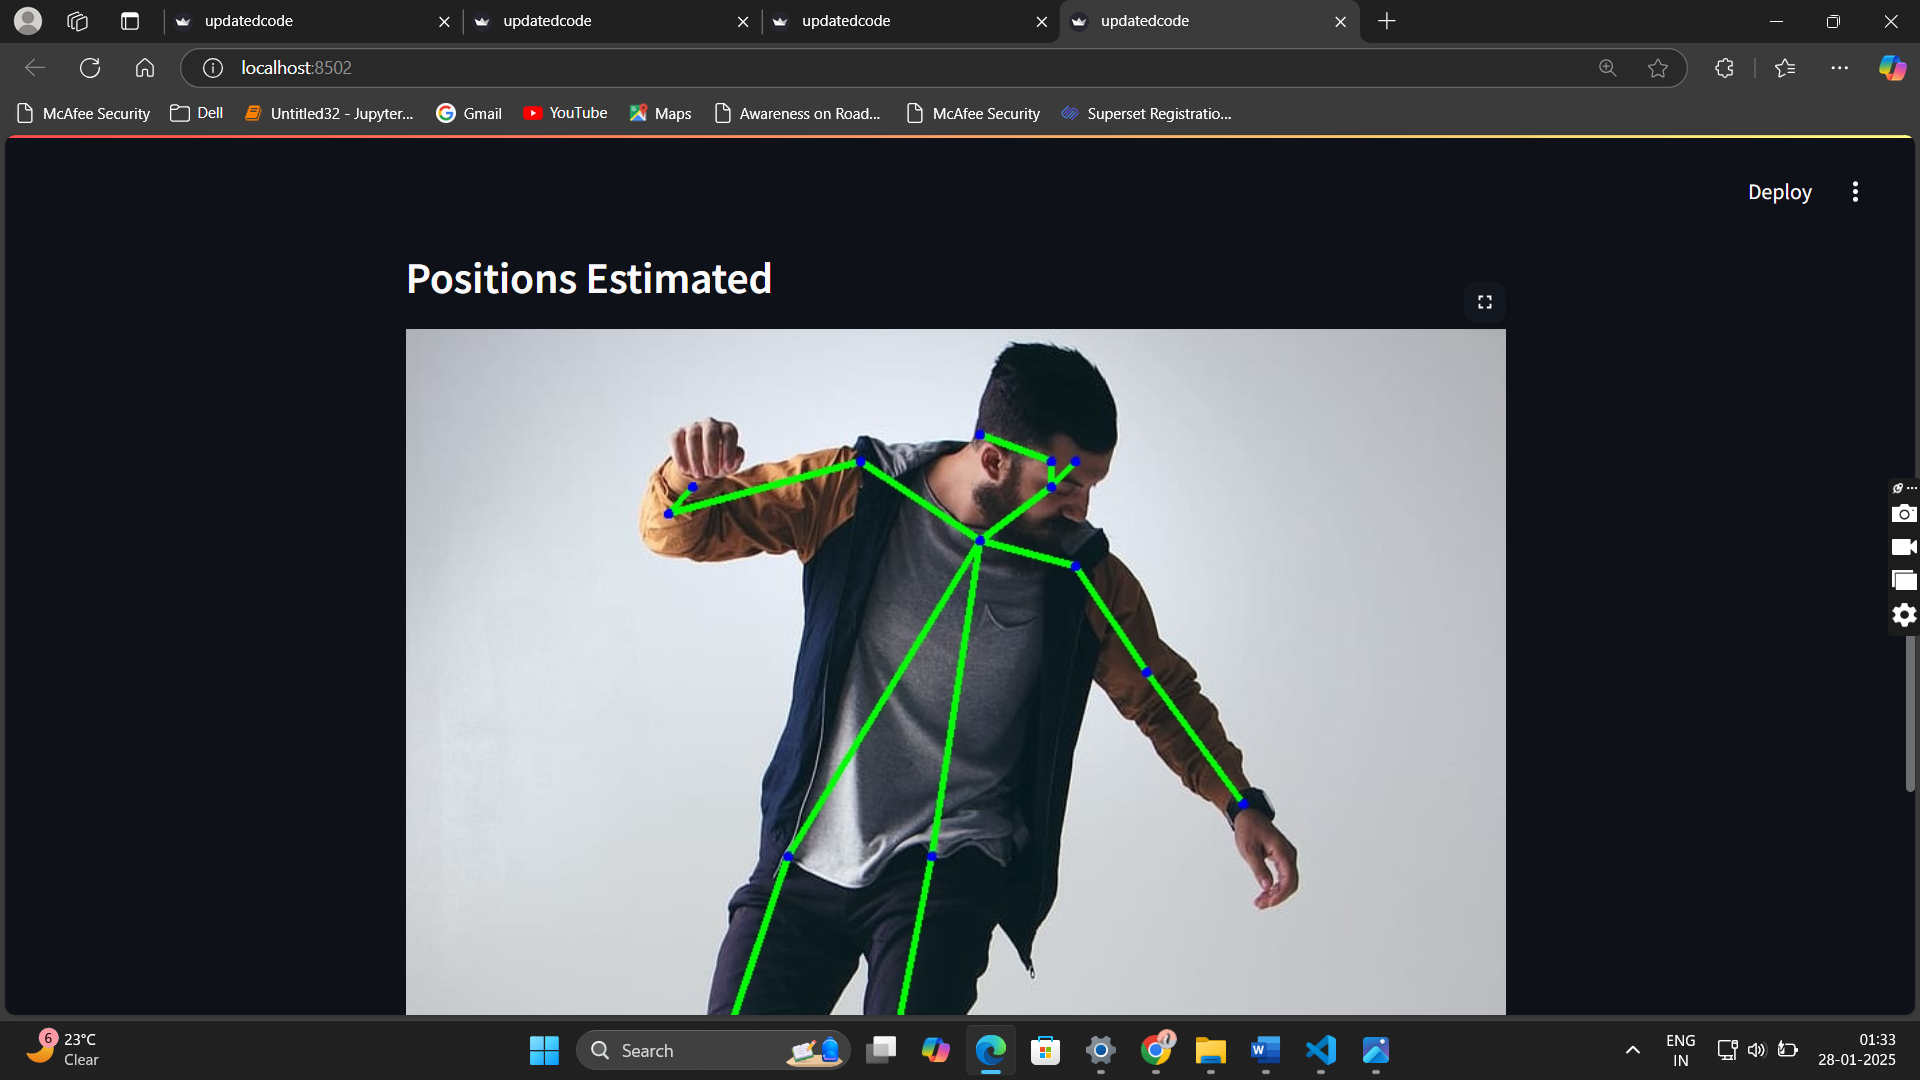 updatedcode
updatedcode
updatedcode
updatedcode
localhost:8502
McAfee Security
Dell
Untitled32 - Jupyter...
Gmail
YouTube
Maps
Awareness on Road...
McAfee Security
Superset Registratio...
Deploy
Positions Estimated
6
23°C
Clear
Search
W
ENG
IN
01:33
28-01-2025